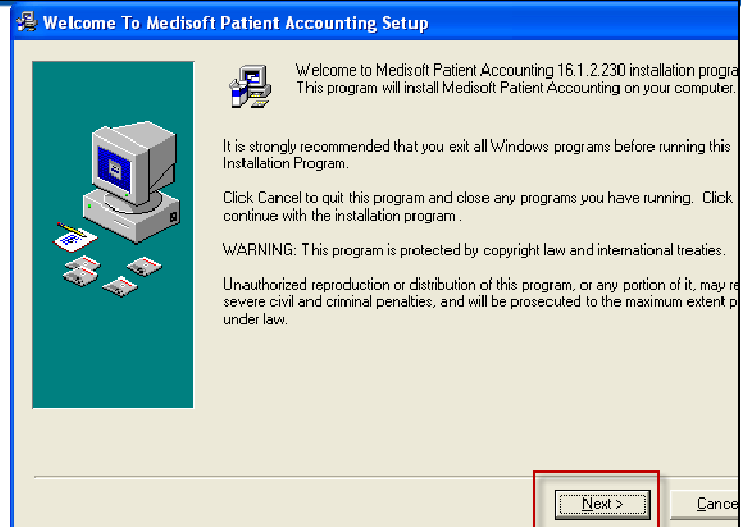 Welcome To Medisoft Patient Accounting Setup
Welcome to Medisoft Patient Accounting 16.1.2.230 installation progra
This program will install Medisoft Patient Accounting on your computer.
It is strongly recommended that you exit all Windows programs before running this
Installation Program.
Click Cancel to quit this program and close any programs you have running. Click
continue with the installation program.
WARNING: This program is protected by copyright law and international treaties.
Unauthorized reproduction or distribution of this program, or any portion of it, may re
severe civil and criminal penalties, and will be prosecuted to the maximum extent p
under law.
Next > Cance